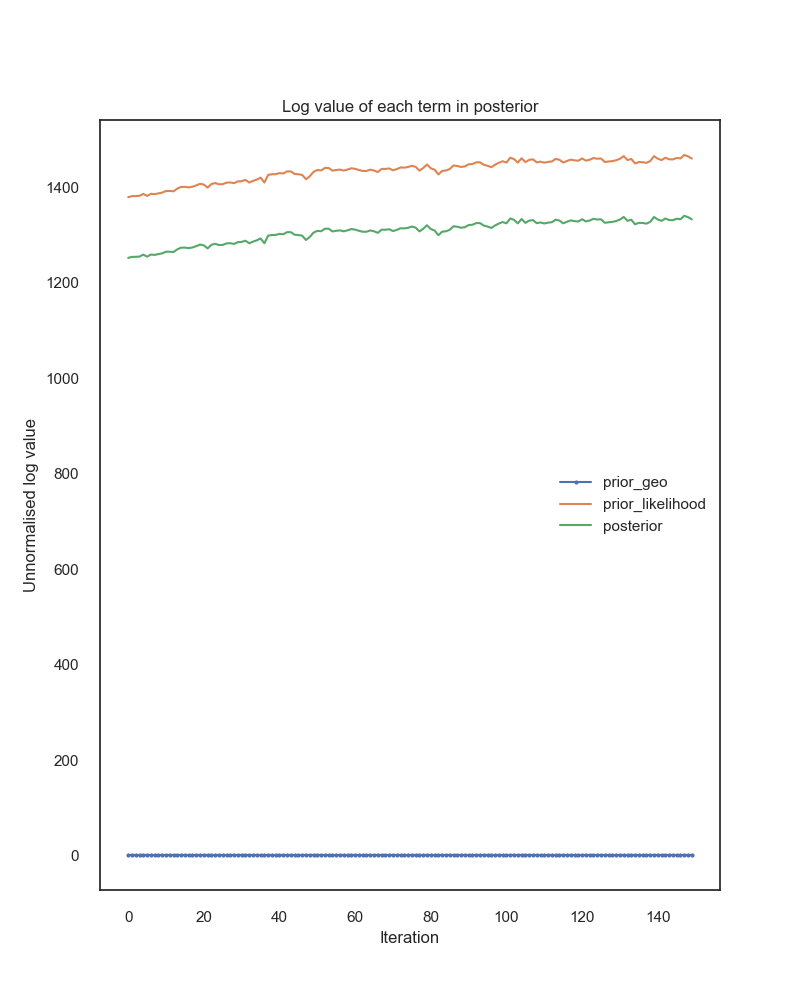 Log value of each term in posterior
Unnormalised log value
1400
1200
1000
800
600
400
200
0
prior_geo
prior_likelihood
posterior
0 20 40 60 80 100 120 140
Iteration